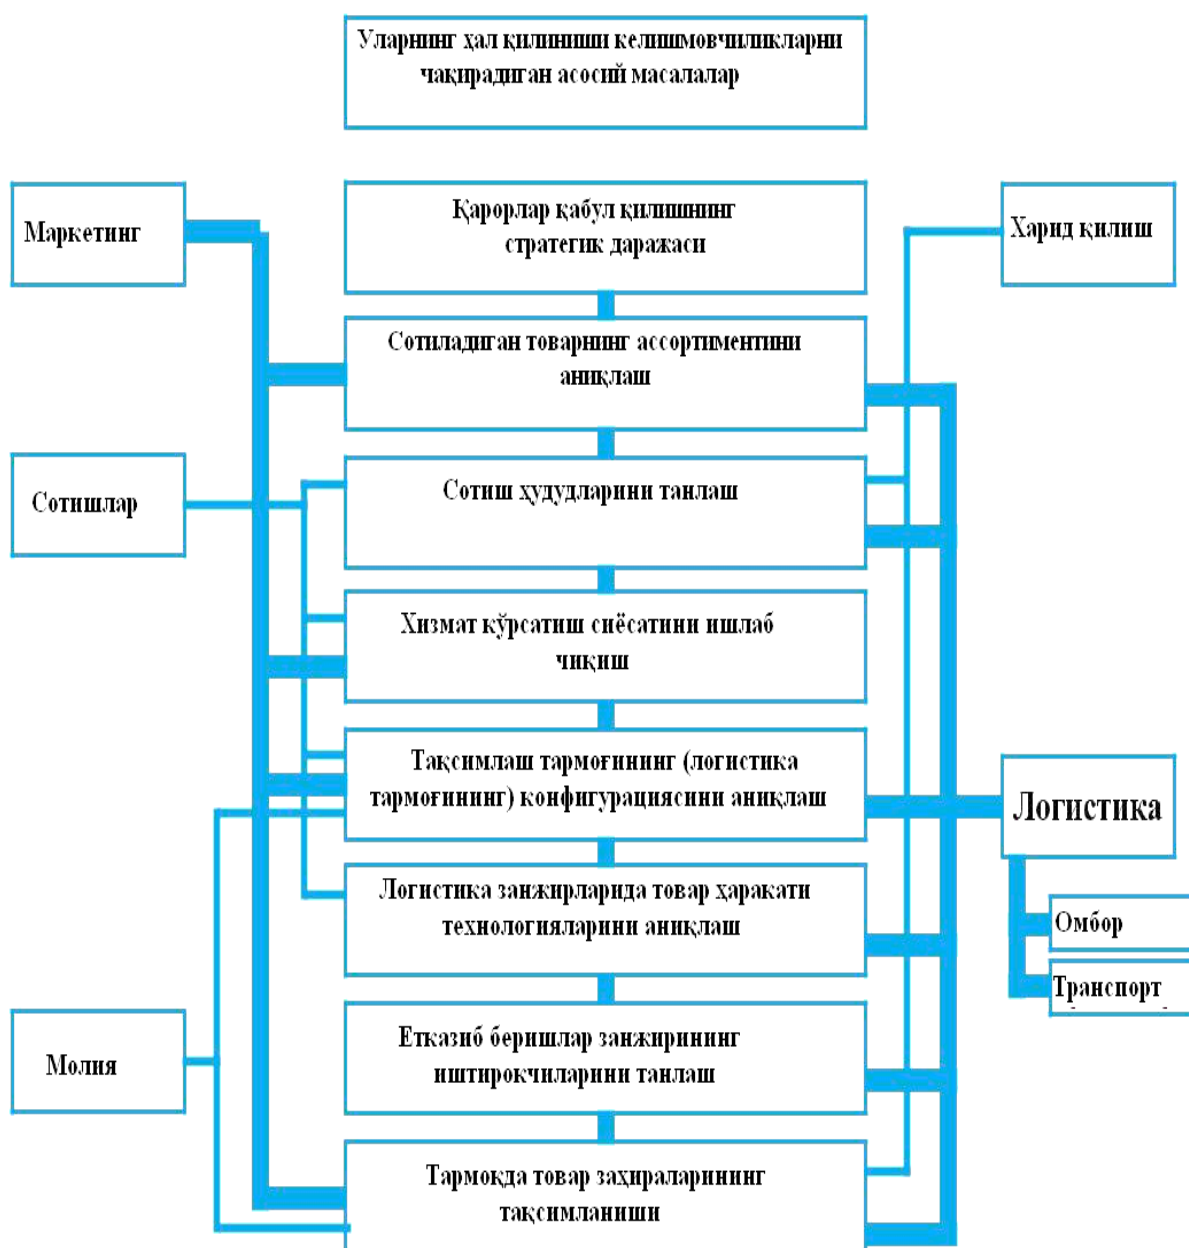 Уларнинг ҳал қилиниши келишмовчиликларни
чақирадиган асосий масалалар
Маркетинг
Қарорлар қабул қилишнинг
стратегик даражаси
Харид қилиш
Сотиладиган товарнинг ассортиментини
аниқлаш
Сотишлар
Сотиш ҳудудларини танлаш
Хизмат кўрсатиш сиёсатини ишлаб
чиқиш
Тақсимлаш тармоғининг (логистика
тармоғининг) конфигурациясини аниқлаш
Логистика
Логистика занжирларида товар ҳаракати
технологияларини аниқлаш
Омбор
Транспорт
Молия
Етказиб беришлар занжирининг
иштирокчиларини танлаш
Тармоқда товар заҳираларининг
тақсимланиши